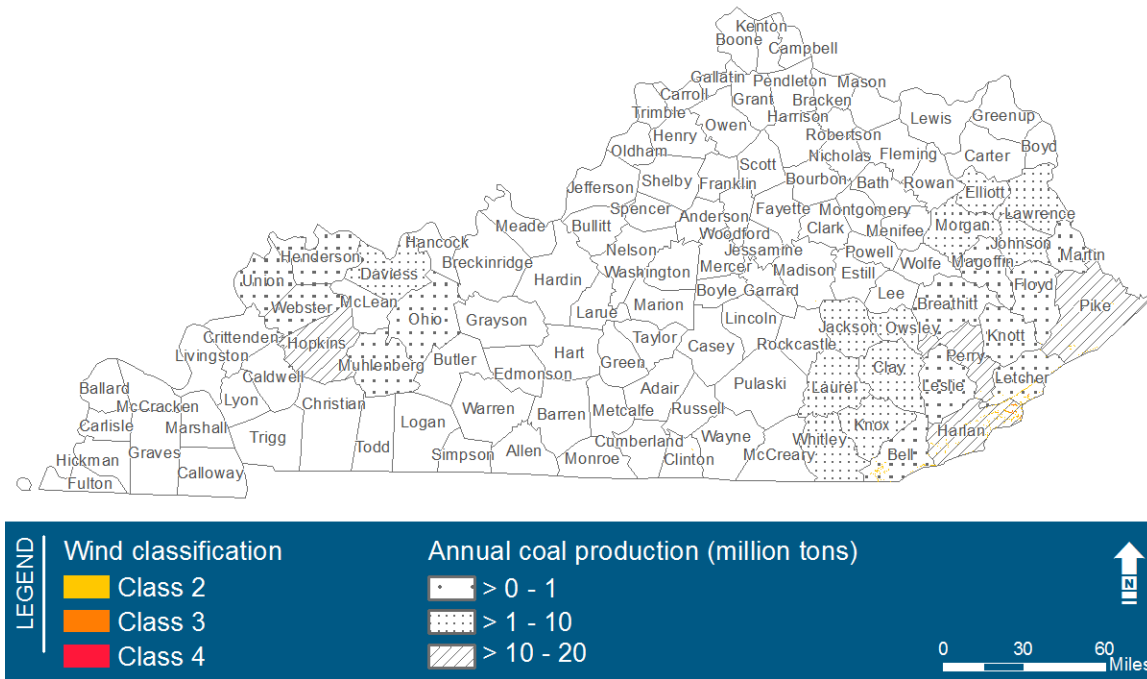 Kenton
Boone
Campbell
Gallatin Pendleton Mason
Carroll Grant Bracken
Trimble Harrison
Owen Lewis Greenup
Henry Robertson
Oldham Nicholas Fleming Carter Boyd
Scott
Jefferson Shelby Franklin Bourbon Bath Rowan Elliott
Spencer Anderson Fayette Montgomery Lawrence
Meade Bullitt Woodford Clark Menifee Morgan
Hancock Nelson Jessamine Powell Johnson
Henderson Breckinridge Washington Mercer Madison Wolfe Magoffin Martin
Union Daviess Hardin Estill Floyd
Webster McLean Marion Boyle Garrard Lee Breathitt Pike
Ohio Grayson Larue Lincoln
Crittenden Hopkins Taylor Jackson Owsley Knott
Livingston Muhlenberg Butler Hart Green Casey Rockcastle Perry
Caldwell Edmonson Clay
Ballard Lyon Christian Adair Pulaski Laurel Leslie Letcher
McCracken Warren Barren Metcalfe Russell
Carlisle Marshall Logan Knox Harlan
Trigg Todd Cumberland Wayne Whitley
Hickman Graves Simpson Allen Monroe Clinton McCreary Bell
Fulton Calloway
LEGEND
Wind classification
Class 2
Class 3
Class 4
Annual coal production (million tons)
> 0 - 1
> 1 - 10
> 10 - 20
N
0 30 60
Miles